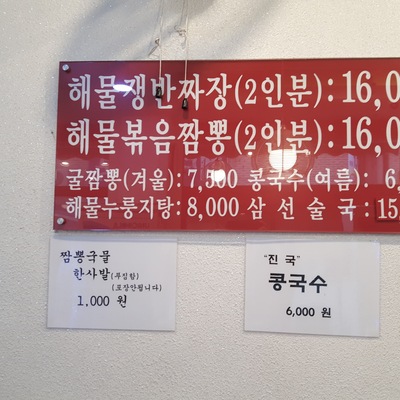 해물쟁반짜장(2인분):16,0
해물볶음짬뽕(2인분):16,0
굴짬뽕(겨울):7,500 콩국수(여름): 6,
해물누룽지탕:8,000 삼선술국:15
짬뽕국물
한사발(무침함)
(포장안됩니다)
1,000 원
"진국"
콩국수
6,000 원